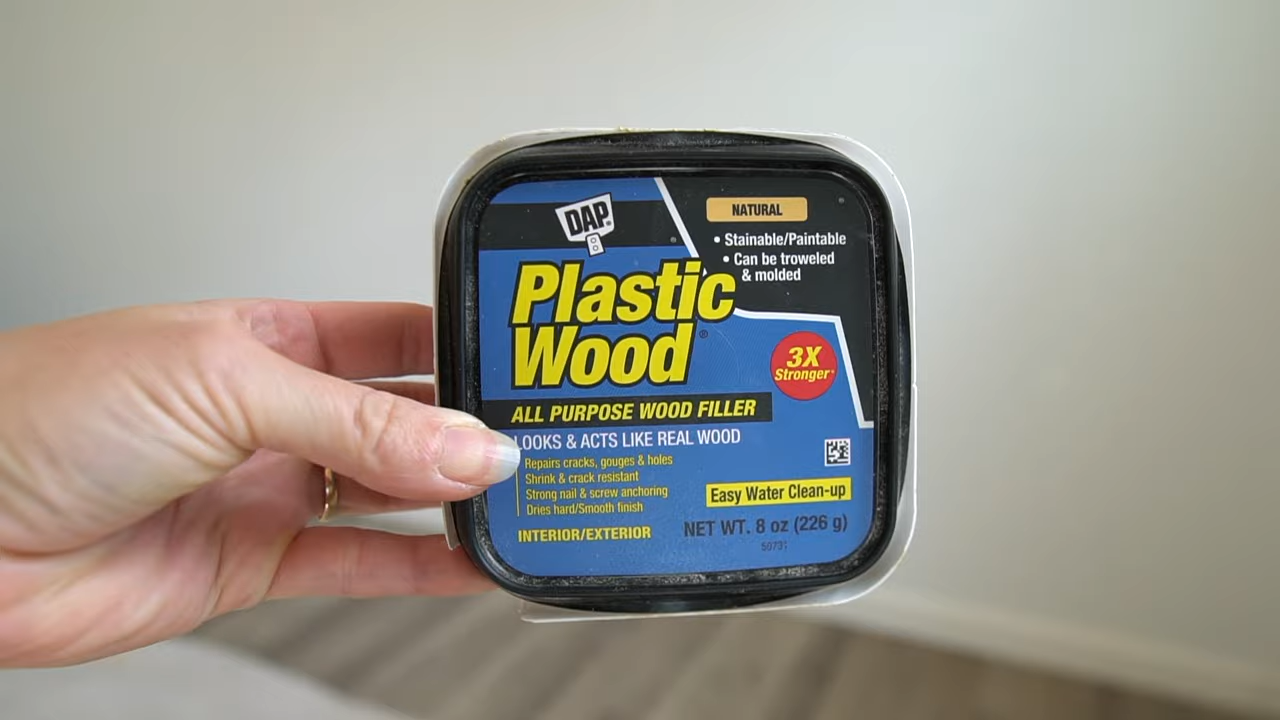 DAP®
NATURAL
• Stainable/Paintable
• Can be troweled
& molded
Plastic
Wood®
3X
Stronger*
ALL PURPOSE WOOD FILLER
LOOKS & ACTS LIKE REAL WOOD
Repairs cracks, gouges & holes
Shrink & crack resistant
Strong nail & screw anchoring
Dries hard/Smooth finish
Easy Water Clean-up
INTERIOR/EXTERIOR
NET WT. 8 oz (226 g)